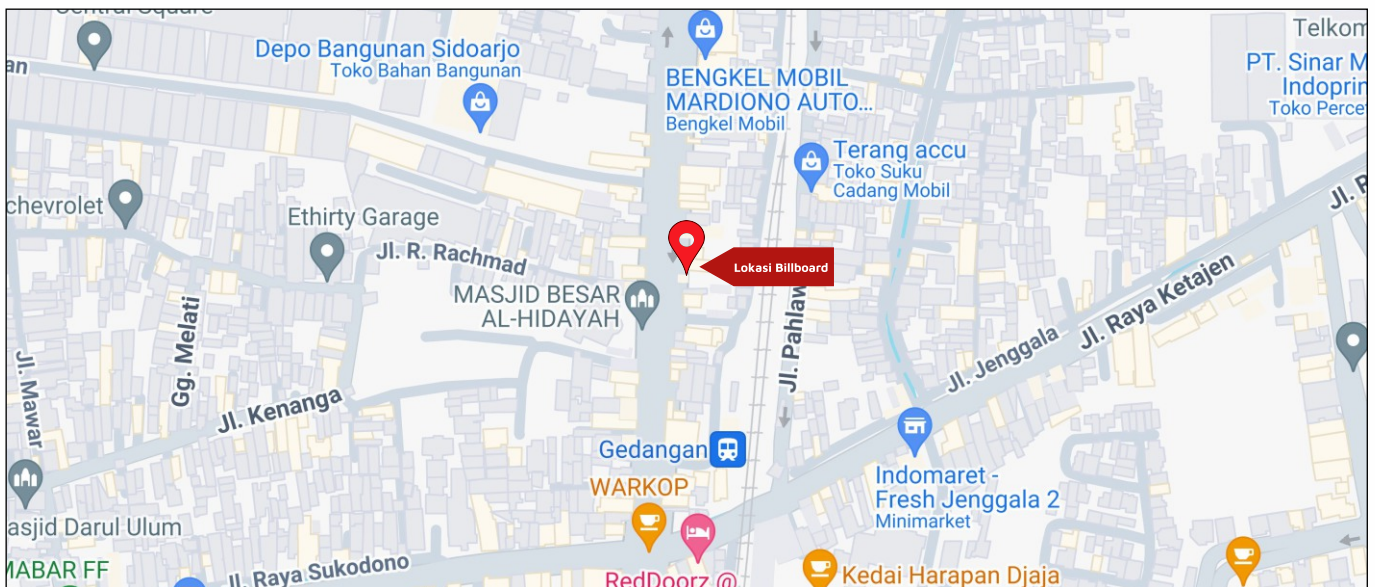 Central Square
Telkom
Depo Bangunan Sidoarjo
Toko Bahan Bangunan
an
BENGKEL MOBIL
MARDIONO AUTO...
Bengkel Mobil
PT. Sinar M
Indoprin
Toko Percet
Terang accu
Toko Suku
Cadang Mobil
chevrolet
Ethirty Garage
Jl. R. Rachmad
Lokasi Billboard
Jl. R
MASJID BESAR
AL-HIDAYAH
Jl. Pahlaw
Jl. Raya Ketajen
Jl. Jenggala
Gg. Melati
Jl. Mawar
Jl. Kenanga
Gedangan
WARKOP
Indomaret -
Fresh Jenggala 2
Minimarket
asjid Darul Ulum
MABAR FF
Jl. Raya Sukodono
RedDoorz @
Kedai Harapan Djaja